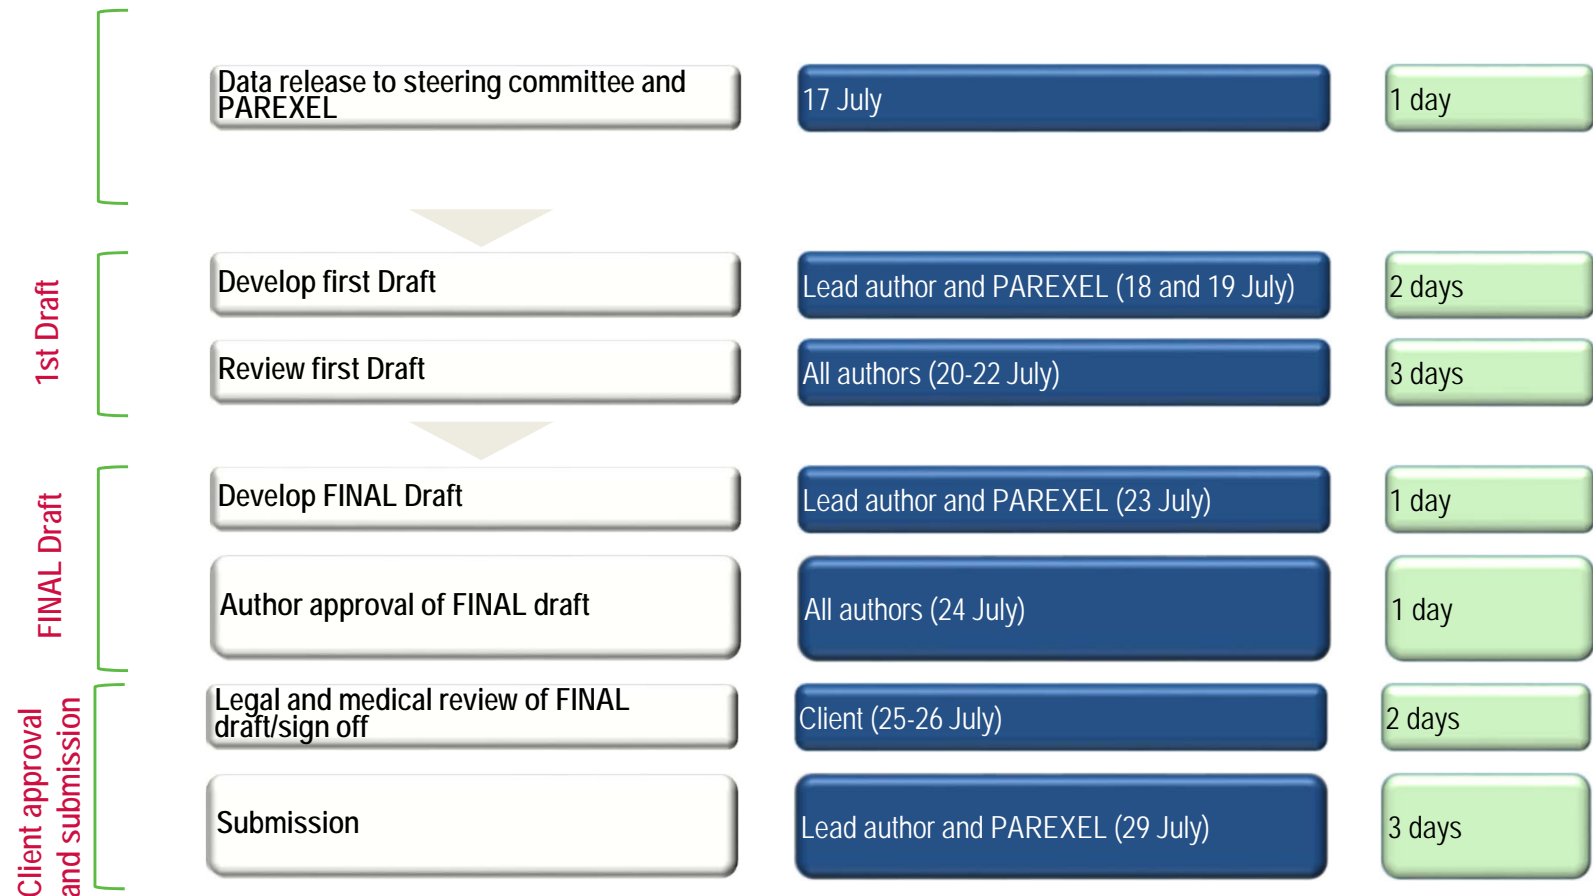 Data release to steering committee and
PAREXEL
17 July
1 day
1st Draft
Develop first Draft
Lead author and PAREXEL (18 and 19 July)
2 days
Review first Draft
All authors (20-22 July)
3 days
FINAL Draft
Develop FINAL Draft
Lead author and PAREXEL (23 July)
1 day
Author approval of FINAL draft
All authors (24 July)
1 day
Client approval
and submission
Legal and medical review of FINAL
draft/sign off
Client (25-26 July)
2 days
Submission
Lead author and PAREXEL (29 July)
3 days